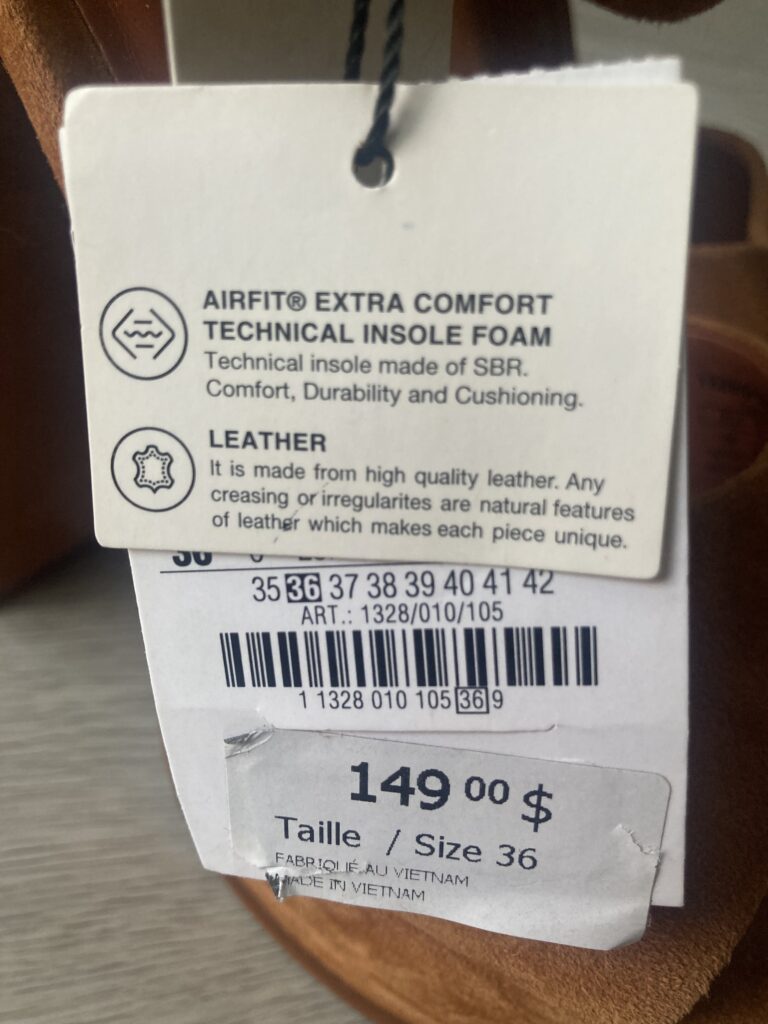 AIRFIT® EXTRA COMFORT
TECHNICAL INSOLE FOAM
Technical insole made of SBR.
Comfort, Durability and Cushioning.
LEATHER
It is made from high quality leather. Any
creasing or irregularites are natural features
of leather which makes each piece unique.
35 36 37 38 39 40 41 42
ART.: 1328/010/105
1 1328 010 105 36 9
149 00 $
Taille / Size 36
FABRIQUÉ AU VIETNAM
MADE IN VIETNAM